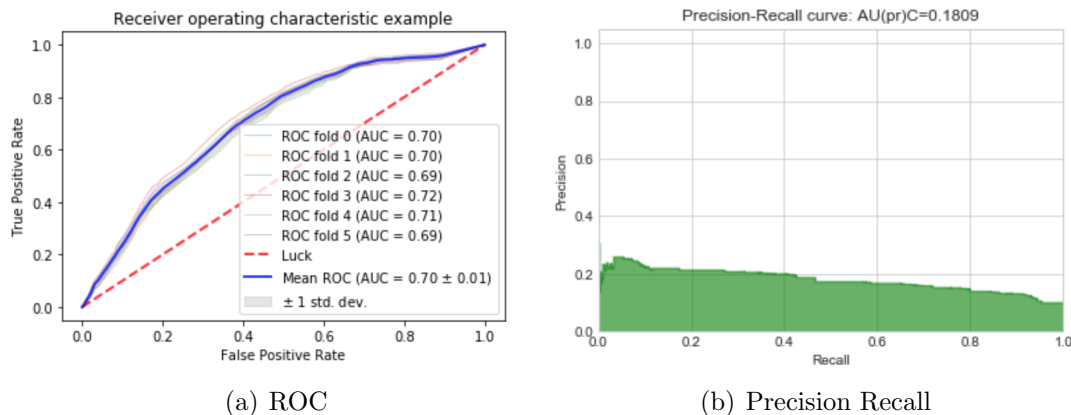 Receiver operating characteristic example
True Positive Rate
1.0
0.8
0.6
0.4
0.2
0.0
ROC fold 0 (AUC = 0.70)
ROC fold 1 (AUC = 0.70)
ROC fold 2 (AUC = 0.69)
ROC fold 3 (AUC = 0.72)
ROC fold 4 (AUC = 0.71)
ROC fold 5 (AUC = 0.69)
Luck
Mean ROC (AUC = 0.70 ± 0.01)
± 1 std. dev.
0.0 0.2 0.4 0.6 0.8 1.0
False Positive Rate
(a) ROC
Precision-Recall curve: AU(pr)C=0.1809
Precision
1.0
0.8
0.6
0.4
0.2
0.0
0.0 0.2 0.4 0.6 0.8 1.0
Recall
(b) Precision Recall